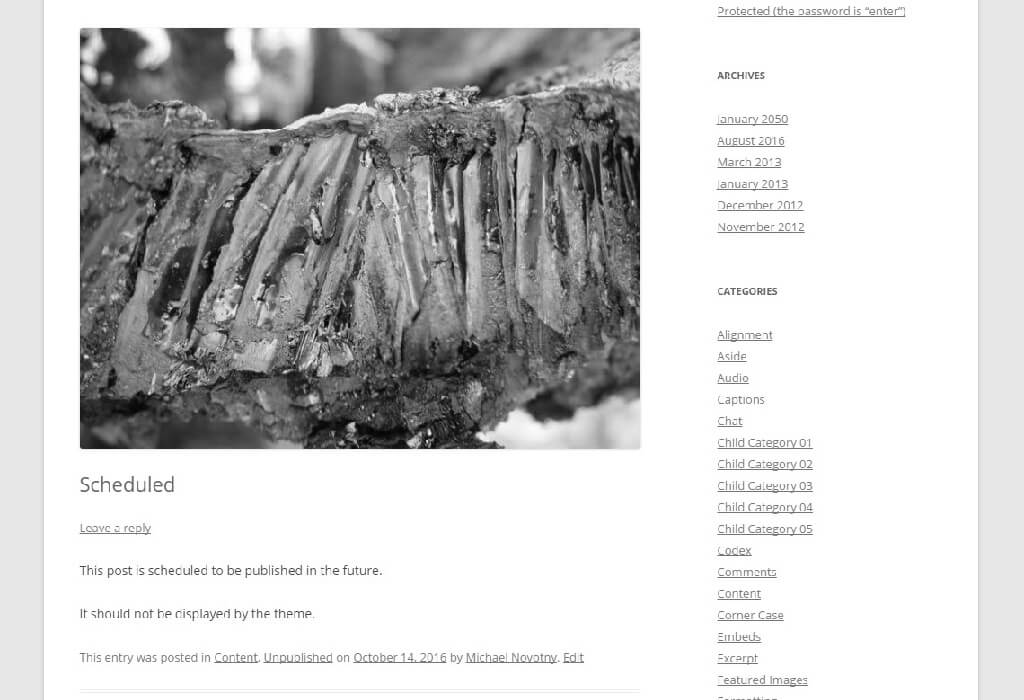 Protected (the password is “enter”)
ARCHIVES
January 2050
August 2016
March 2013
January 2013
December 2012
November 2012
CATEGORIES
Alignment
Aside
Audio
Captions
Chat
Child Category 01
Child Category 02
Child Category 03
Child Category 04
Child Category 05
Codex
Comments
Content
Corner Case
Embeds
Excerpt
Featured Images
Formatting
Scheduled
Leave a reply
This post is scheduled to be published in the future.
It should not be displayed by the theme.
This entry was posted in Content, Unpublished on October 14, 2016 by Michael Novotny. Edit